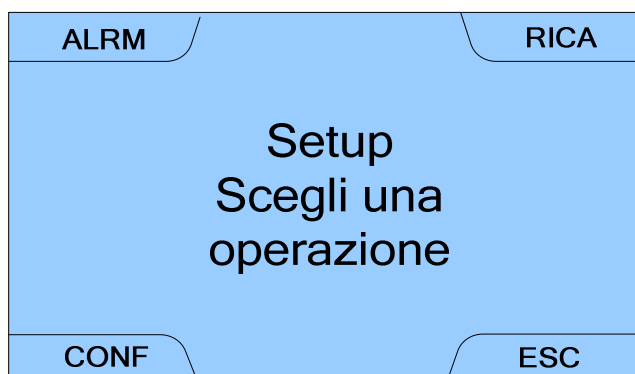 ALRM
RICA
Setup
Scegli una
operazione
CONF
ESC